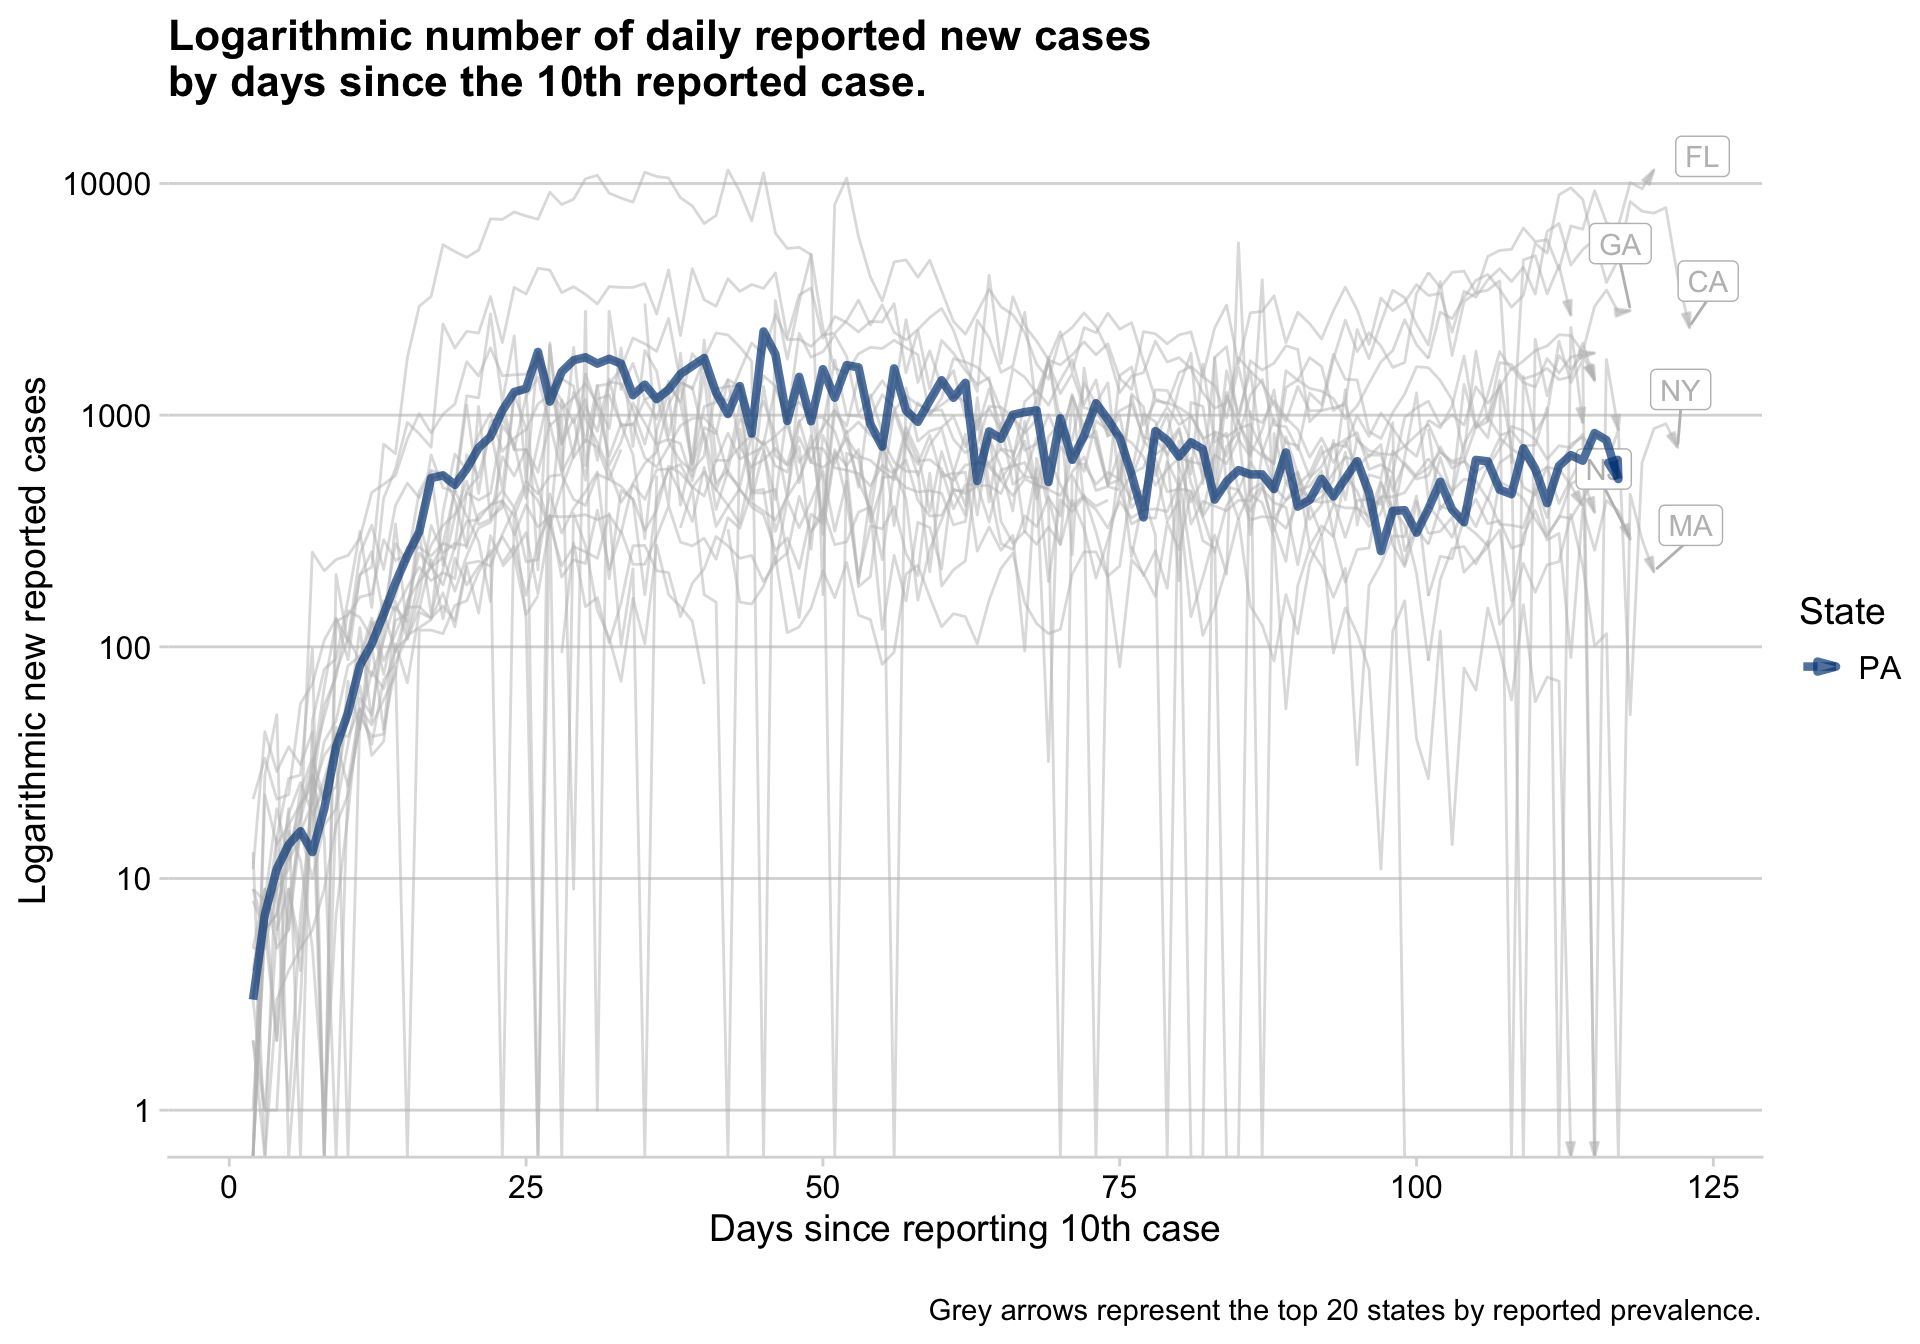 Logarithmic number of daily reported new cases
by days since the 10th reported case.
Logarithmic new reported cases
10000
1000
100
10
1
FL
GA
CA
NY
NJ
MA
State
PA
0
25
50
75
100
125
Days since reporting 10th case
Grey arrows represent the top 20 states by reported prevalence.